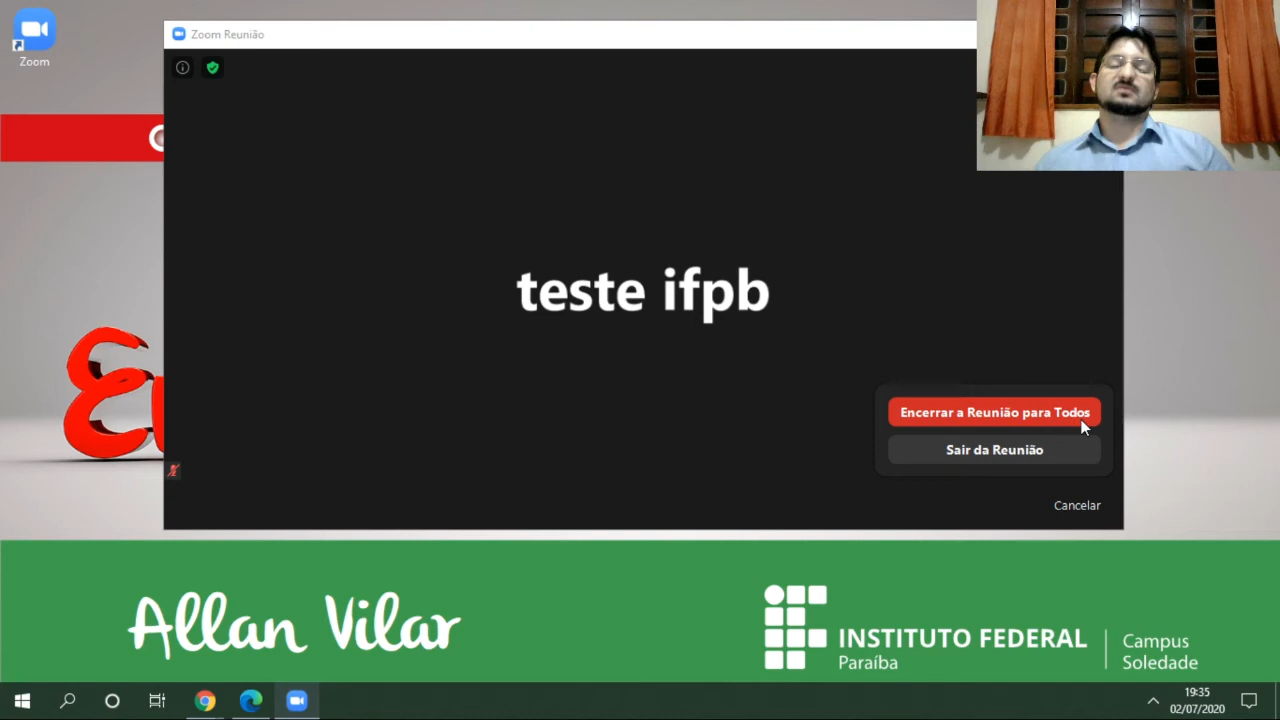 Zoom
Zoom Reunião
teste ifpb
Encerrar a Reunião para Todos
Sair da Reunião
Cancelar
Allan Vilar
INSTITUTO FEDERAL
Paraíba
Campus
Soledade
19:35
02/07/2020